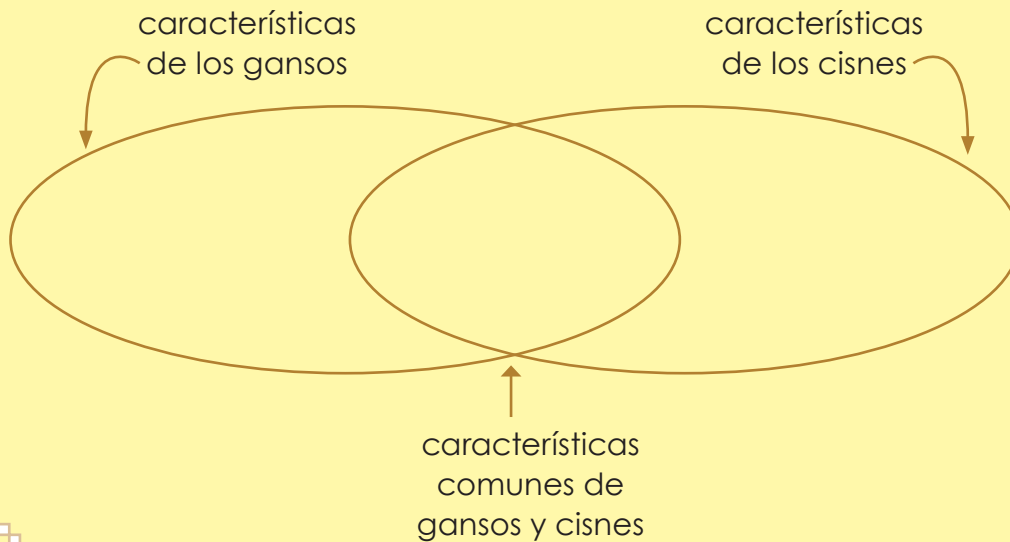 características
de los gansos
características
de los cisnes
características
comunes de
gansos y cisnes